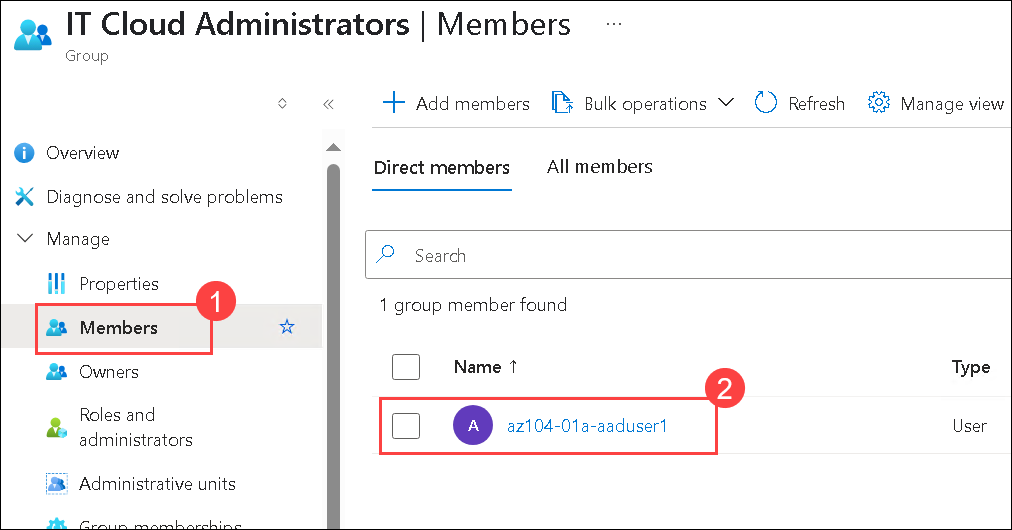 IT Cloud Administrators | Members ...
Group
+ Add members Bulk operations Refresh Manage view
Overview
Diagnose and solve problems
Manage
Properties
Members
1
Owners
Roles and
administrators
Administrative units
Group memberships
Direct members All members
Search
1 group member found
Name ↑ Type
2
A az104-01a-aaduser1 User